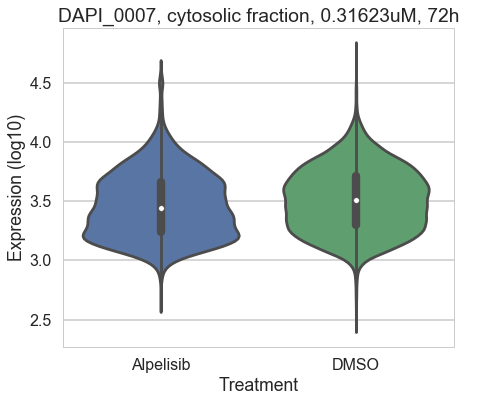 DAPI_0007, cytosolic fraction, 0.31623uM, 72h
Expression (log10)
4.5
4.0
3.5
3.0
2.5
Alpelisib DMSO
Treatment